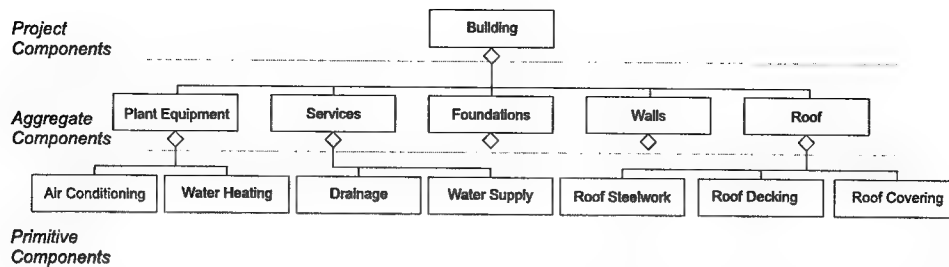 Project
Components
Building
Aggregate
Components
Plant Equipment
Services
Foundations
Walls
Roof
Air Conditioning
Water Heating
Drainage
Water Supply
Roof Steelwork
Roof Decking
Roof Covering
Primitive
Components